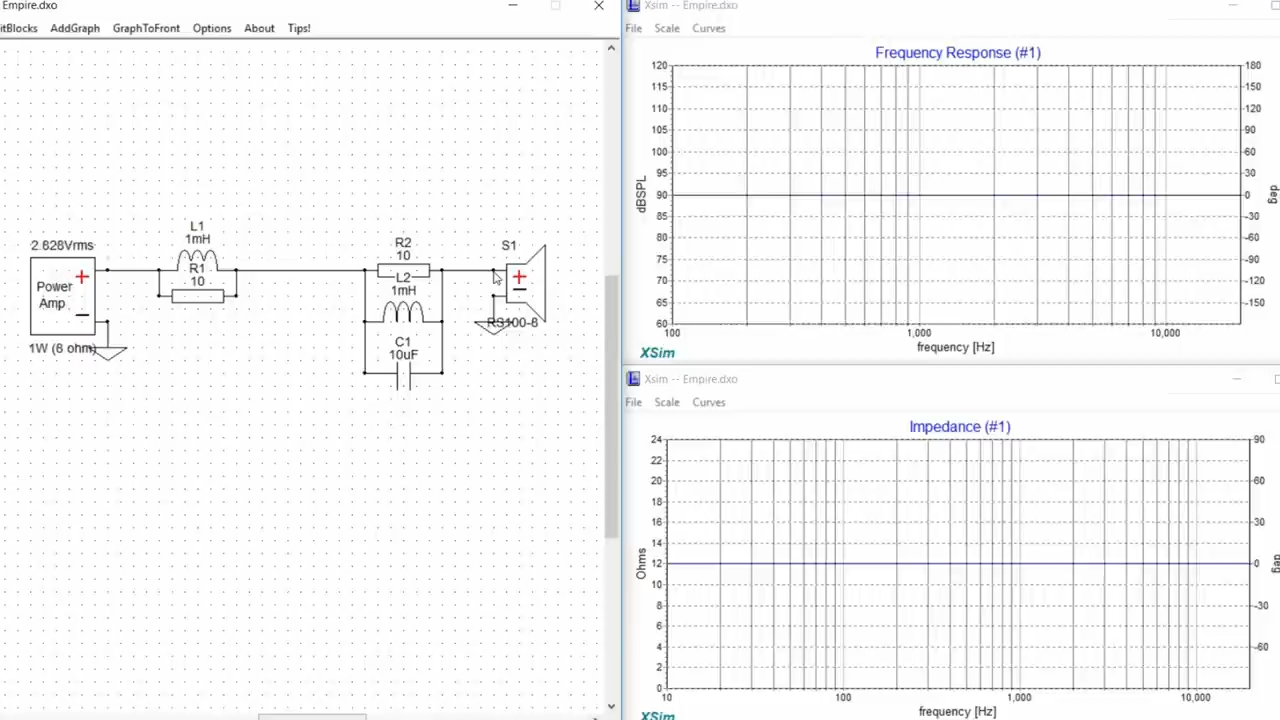 Empire.dxo
itBlocks AddGraph GraphToFront Options About Tips!
L1
1mH
R1
10
2.828Vrms
Power
Amp
1W (8 ohm)
R2
10
L2
1mH
C1
10uF
S1
RS100-8
Xsim -- Empire.dxo
File Scale Curves
Frequency Response (#1)
120
115
110
105
100
95
90
85
80
75
70
65
60
dBSPL
180
150
120
90
60
30
0
-30
-60
-90
-120
-150
deg
100 1,000 10,000
frequency [Hz]
XSim
Xsim -- Empire.dxo
File Scale Curves
Impedance (#1)
24
22
20
18
16
14
12
10
8
6
4
2
0
Ohms
90
60
30
0
-30
-60
deg
10 100 1,000 10,000
frequency [Hz]
XSim